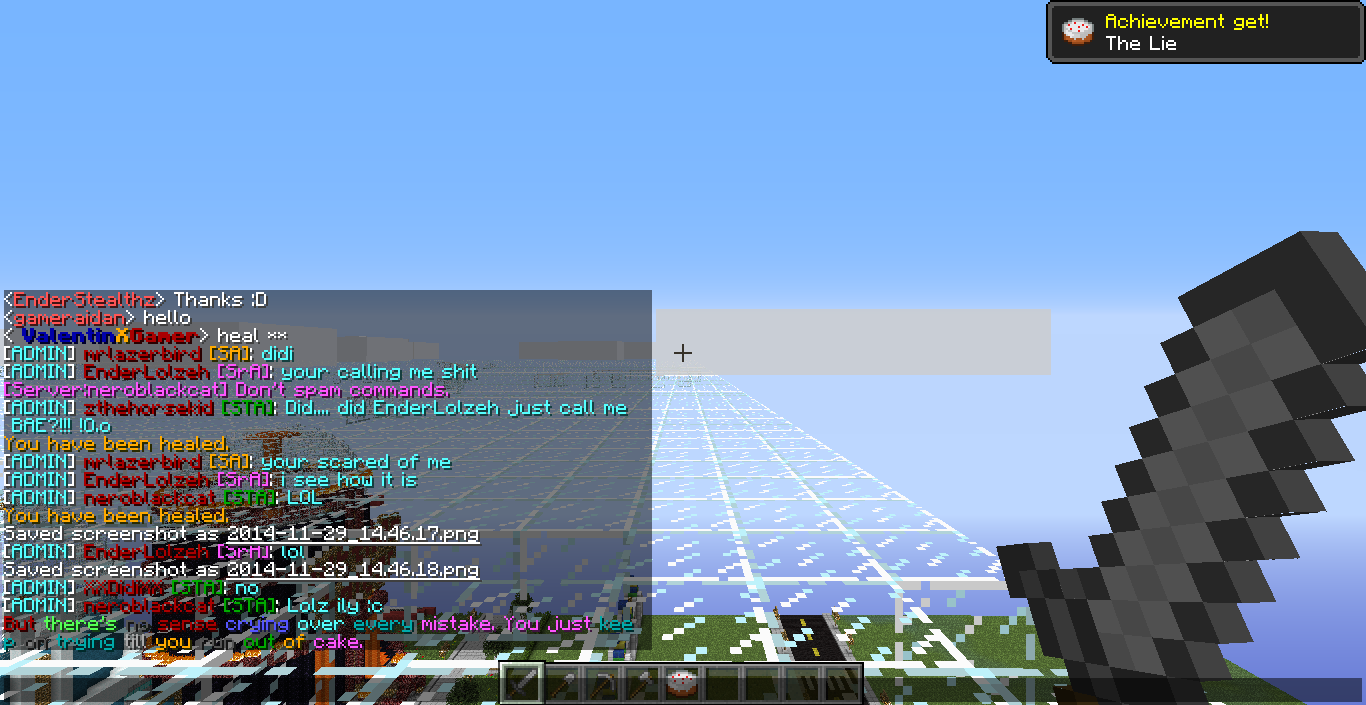 Achievement get!
The Lie
<EnderStealthz> Thanks :D
<gameraidan> hello
< ValentinXGamer> heal **
[ADMIN] mrlazerbird [SA]: didi
[ADMIN] EnderLolzeh [SrA]: your calling me shit
[Server:neroblackcat] Don't spam commands.
[ADMIN] zthehorsekid [STA]: Did.... did EnderLolzeh just call me
BAE?!!! !O.o
You have been healed.
[ADMIN] mrlazerbird [SA]: your scared of me
[ADMIN] EnderLolzeh [SrA]: i see how it is
[ADMIN] neroblackcat [STA]: LOL
You have been healed.
Saved screenshot as 2014-11-29_14.46.17.png
[ADMIN] EnderLolzeh [SrA]: lol
Saved screenshot as 2014-11-29_14.46.18.png
[ADMIN] XXDidiXX [STA]: no
[ADMIN] neroblackcat [STA]: Lolz ily :c
But there's no sense crying over every mistake. You just kee
p on trying till you run out of cake.